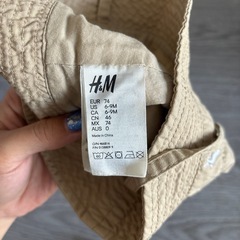 H&M
EUR 74
US 6-9M
CA 6-9M
CN 46
MX 74
AUS 0
Made in China